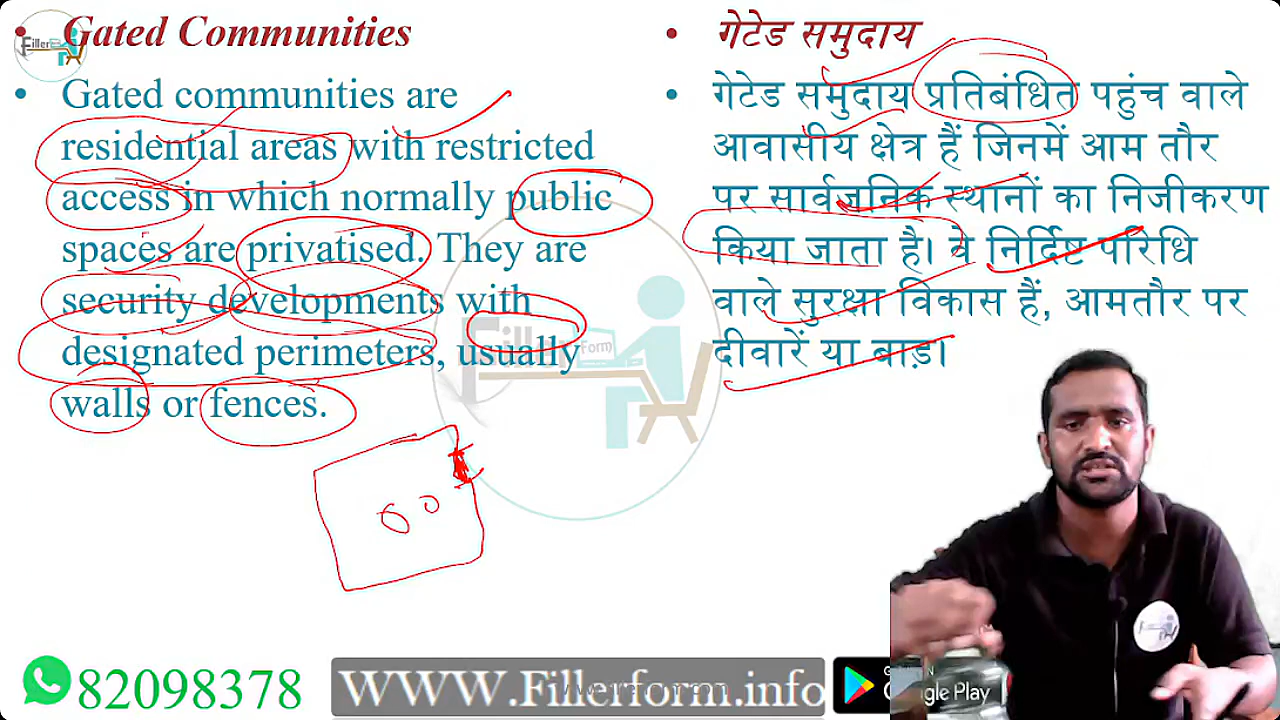 Gated Communities
Gated communities are
residential areas with restricted
access in which normally public
spaces are privatised. They are
security developments with
designated perimeters, usually
walls or fences.
गेटेड समुदाय
गेटेड समुदाय प्रतिबंधित पहुंच वाले
आवासीय क्षेत्र हैं जिनमें आम तौर
पर सार्वजनिक स्थानों का निजीकरण
किया जाता है। वे निर्दिष्ट परिधि
वाले सुरक्षा विकास हैं, आमतौर पर
दीवारें या बाड़।
Filler Form
82098378
WWW.Fillerform.info
Google Play